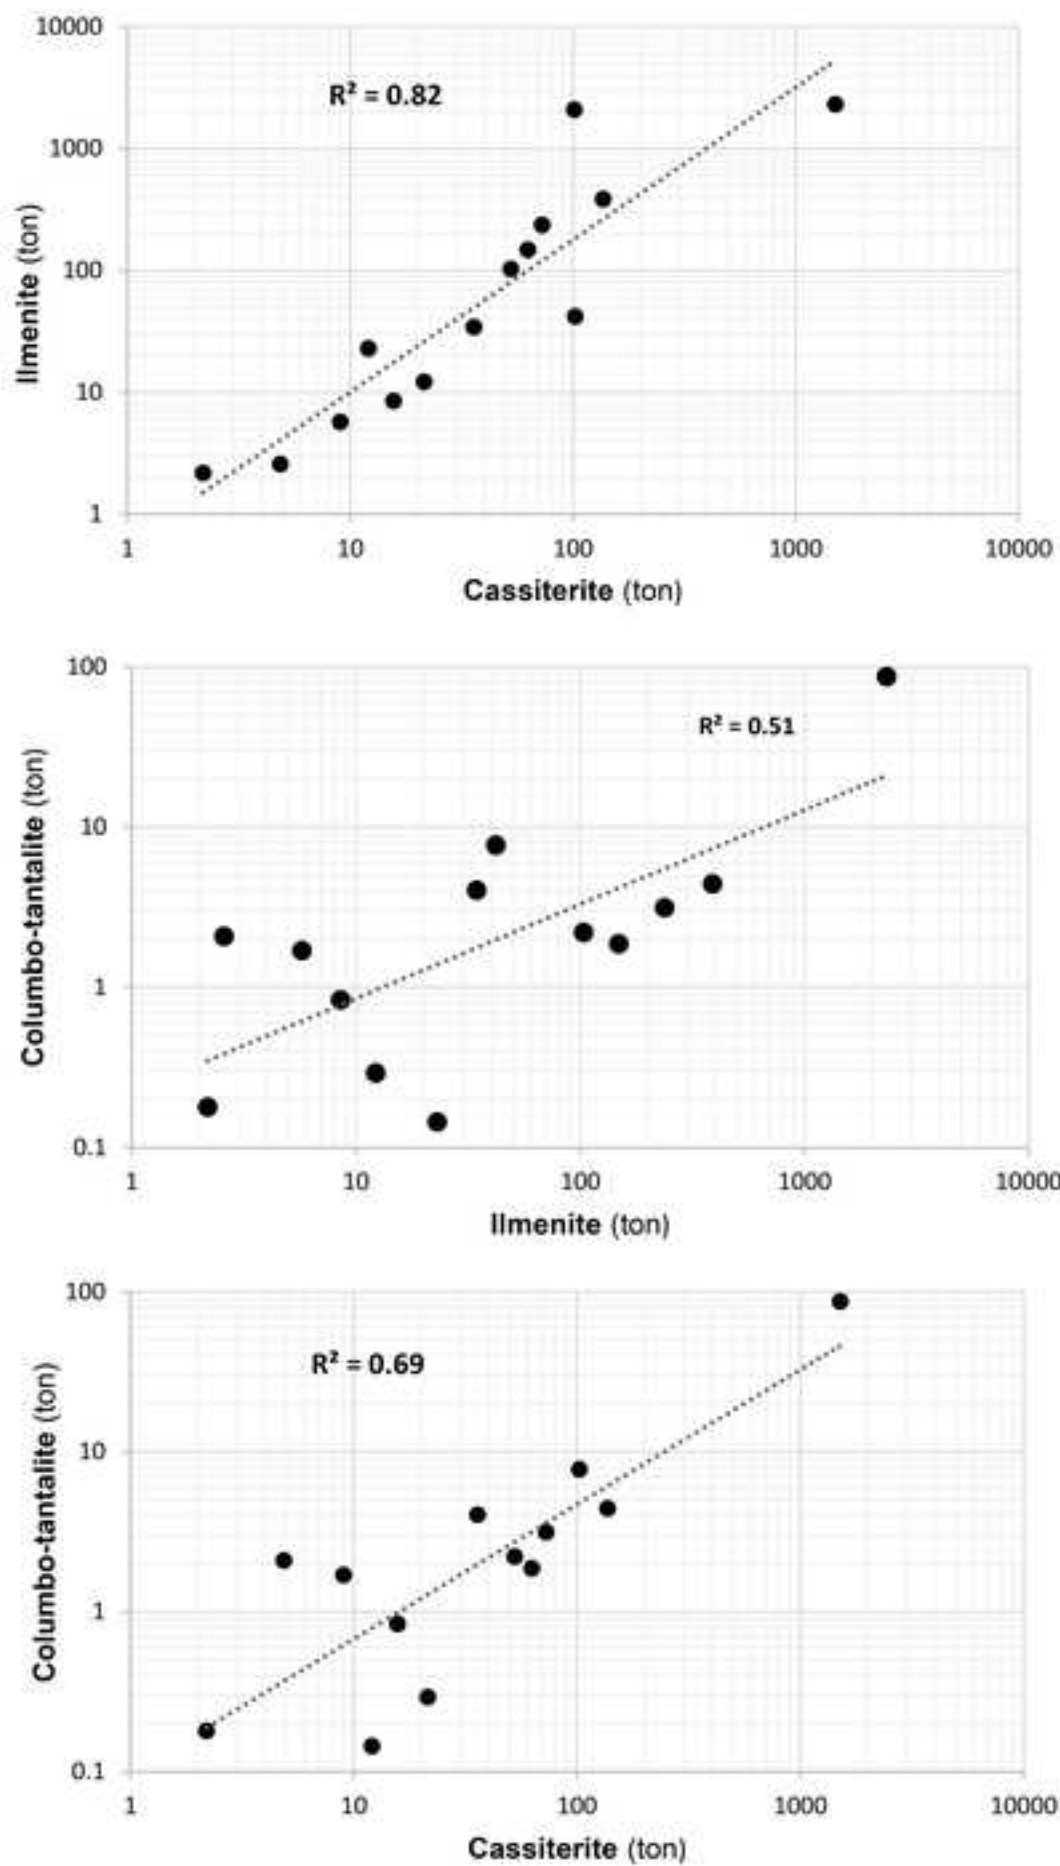 10000
R² = 0.82
1000
Ilmenite (ton)
100
10
1
1 10 100 1000 10000
Cassiterite (ton)
100
R² = 0.51
Columbo-tantalite (ton)
10
1
0.1
1 10 100 1000 10000
Ilmenite (ton)
100
R² = 0.69
Columbo-tantalite (ton)
10
1
0.1
1 10 100 1000 10000
Cassiterite (ton)